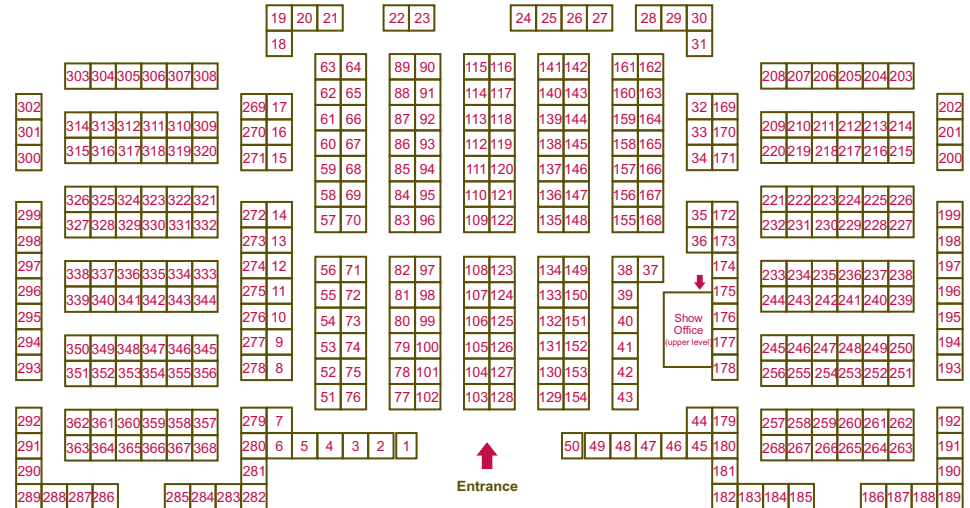 19 20 21 22 23 24 25 26 27 28 29 30
18 31
63 64 89 90 115 116 141 142 161 162
303 304 305 306 307 308 208 207 206 205 204 203
62 65 88 91 114 117 140 143 160 163
302 269 17 32 169 202
61 66 87 92 113 118 139 144 159 164
314 313 312 311 310 309 209 210 211 212 213 214
301 270 16 33 170 201
60 67 86 93 112 119 138 145 158 165
315 316 317 318 319 320 220 219 218 217 216 215
300 271 15 34 171 200
59 68 85 94 111 120 137 146 157 166
58 69 84 95 110 121 136 147 156 167
326 325 324 323 322 321 221 222 223 224 225 226
299 272 14 35 172 199
57 70 83 96 109 122 135 148 155 168
327 328 329 330 331 332 232 231 230 229 228 227
298 273 13 36 173 198
297 274 12 56 71 82 97 108 123 134 149 38 37 174 197
338 337 336 335 334 333 233 234 235 236 237 238
296 275 11 55 72 81 98 107 124 133 150 39 175 196
339 340 341 342 343 344 244 243 242 241 240 239
295 276 10 54 73 80 99 106 125 132 151 40 Show 176 195
Office
(upper level)
294 277 9 53 74 79 100 105 126 131 152 41 177 194
350 349 348 347 346 345 245 246 247 248 249 250
293 278 8 52 75 78 101 104 127 130 153 42 178 193
351 352 353 354 355 356 256 255 254 253 252 251
51 76 77 102 103 128 129 154 43
292 362 361 360 359 358 357 279 7 44 179 257 258 259 260 261 262 192
291 363 364 365 366 367 368 280 6 5 4 3 2 1 50 49 48 47 46 45 180 268 267 266 265 264 263 191
290 281 181 190
Entrance
289 288 287 286 285 284 283 282 182 183 184 185 186 187 188 189